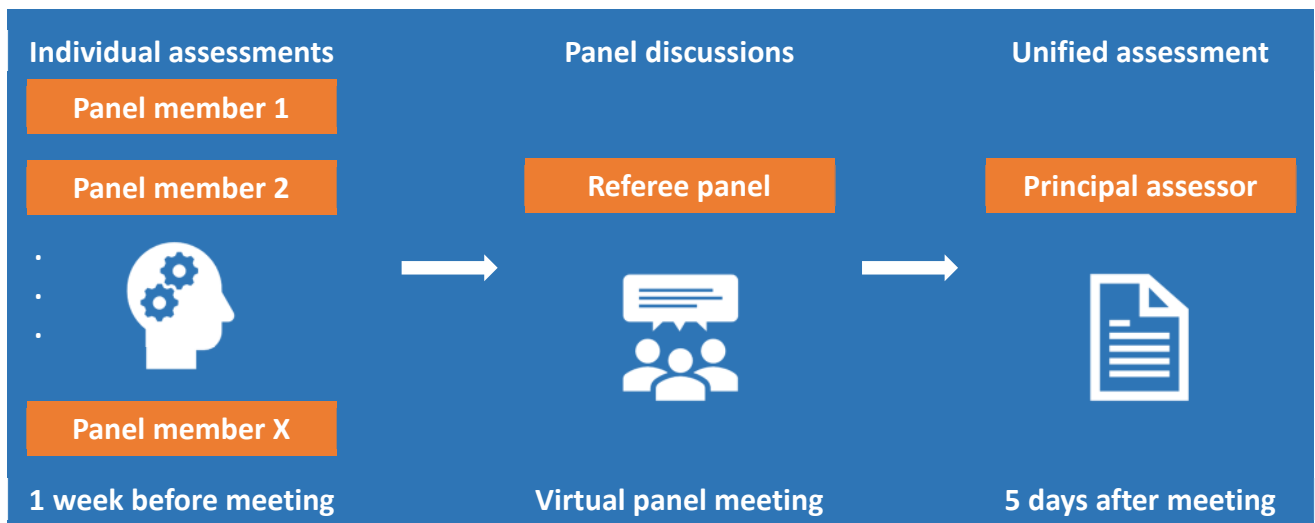 Individual assessments
Panel member 1
Panel member 2
.
.
.
Panel member X
1 week before meeting
Panel discussions
Referee panel
Virtual panel meeting
Unified assessment
Principal assessor
5 days after meeting